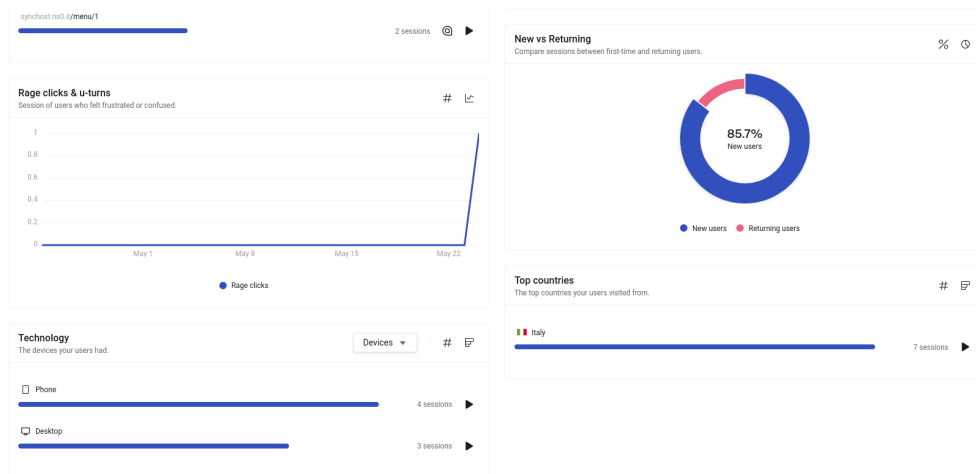 synchost.ns0.it/menu/1
2 sessions
Rage clicks & u-turns
Session of users who felt frustrated or confused.
1
0.8
0.6
0.4
0.2
0
May 1
May 8
May 15
May 22
Rage clicks
Technology
The devices your users had.
Devices
Phone
4 sessions
Desktop
3 sessions
New vs Returning
Compare sessions between first-time and returning users.
85.7%
New users
New users
Returning users
Top countries
The top countries your users visited from.
Italy
7 sessions